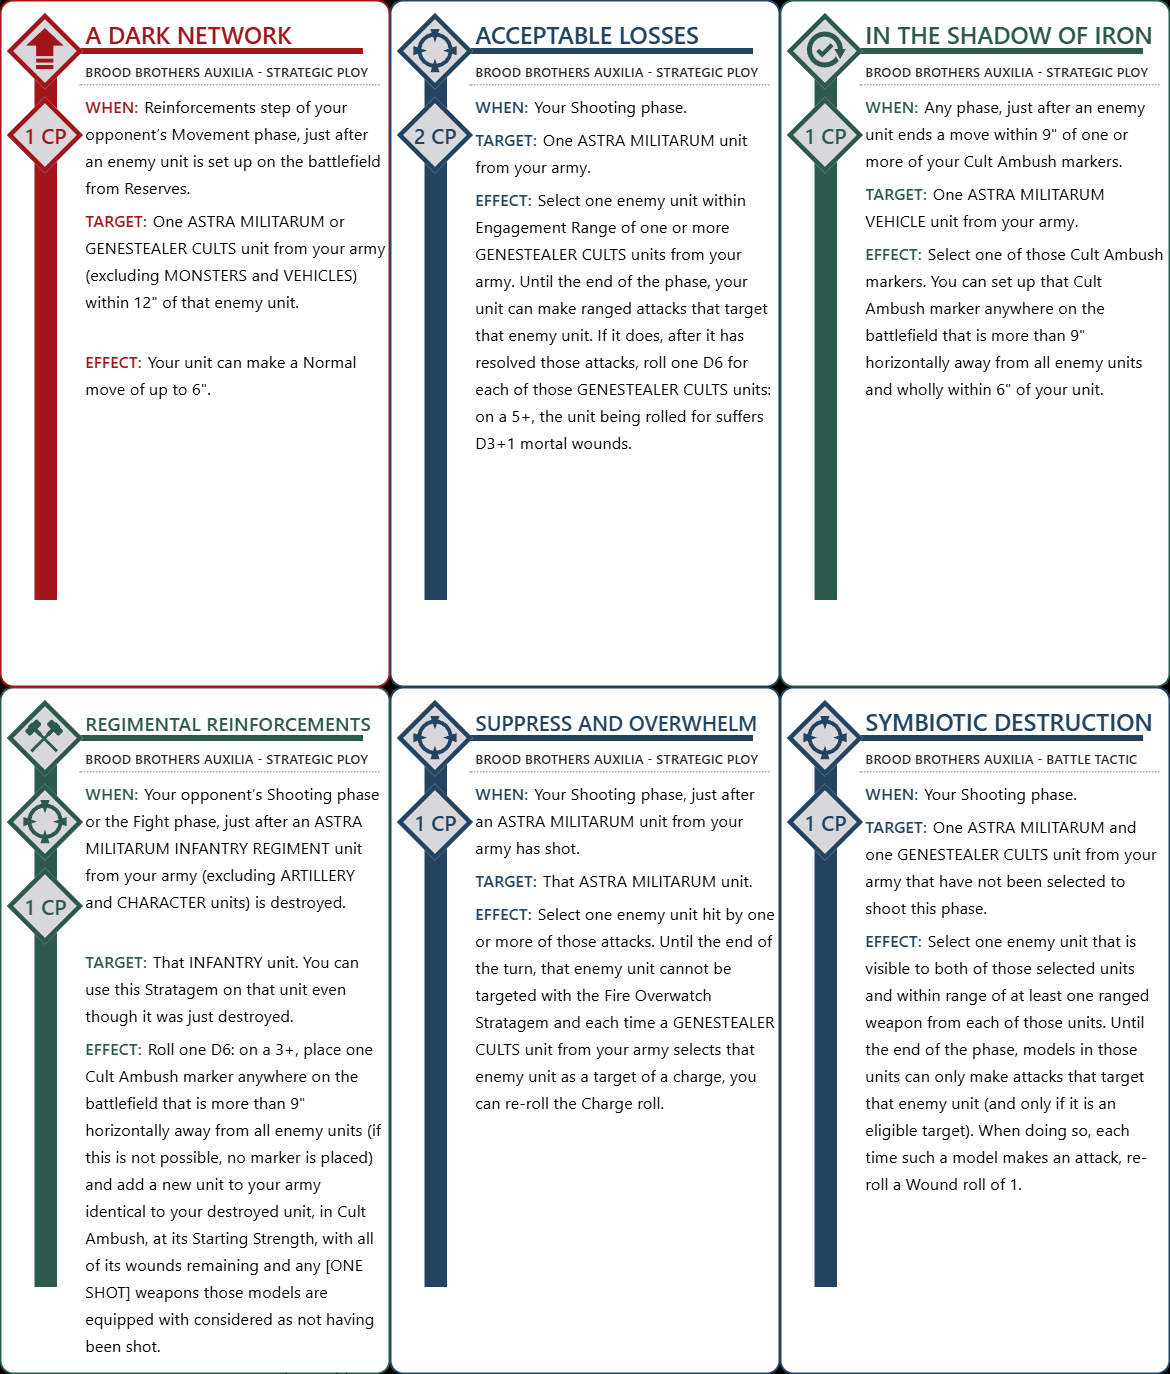 A DARK NETWORK
BROOD BROTHERS AUXILIA - STRATEGIC PLOY
1 CP
WHEN: Reinforcements step of your
opponent's Movement phase, just after
an enemy unit is set up on the battlefield
from Reserves.
TARGET: One ASTRA MILITARUM or
GENESTEALER CULTS unit from your army
(excluding MONSTERS and VEHICLES)
within 12" of that enemy unit.
EFFECT: Your unit can make a Normal
move of up to 6".
ACCEPTABLE LOSSES
BROOD BROTHERS AUXILIA - STRATEGIC PLOY
2 CP
WHEN: Your Shooting phase.
TARGET: One ASTRA MILITARUM unit
from your army.
EFFECT: Select one enemy unit within
Engagement Range of one or more
GENESTEALER CULTS units from your
army. Until the end of the phase, your
unit can make ranged attacks that target
that enemy unit. If it does, after it has
resolved those attacks, roll one D6 for
each of those GENESTEALER CULTS units:
on a 5+, the unit being rolled for suffers
D3+1 mortal wounds.
IN THE SHADOW OF IRON
BROOD BROTHERS AUXILIA - STRATEGIC PLOY
1 CP
WHEN: Any phase, just after an enemy
unit ends a move within 9" of one or
more of your Cult Ambush markers.
TARGET: One ASTRA MILITARUM
VEHICLE unit from your army.
EFFECT: Select one of those Cult Ambush
markers. You can set up that Cult
Ambush marker anywhere on the
battlefield that is more than 9"
horizontally away from all enemy units
and wholly within 6" of your unit.
REGIMENTAL REINFORCEMENTS
BROOD BROTHERS AUXILIA - STRATEGIC PLOY
1 CP
WHEN: Your opponent's Shooting phase
or the Fight phase, just after an ASTRA
MILITARUM INFANTRY REGIMENT unit
from your army (excluding ARTILLERY
and CHARACTER units) is destroyed.
TARGET: That INFANTRY unit. You can
use this Stratagem on that unit even
though it was just destroyed.
EFFECT: Roll one D6: on a 3+, place one
Cult Ambush marker anywhere on the
battlefield that is more than 9"
horizontally away from all enemy units (if
this is not possible, no marker is placed)
and add a new unit to your army
identical to your destroyed unit, in Cult
Ambush, at its Starting Strength, with all
of its wounds remaining and any [ONE
SHOT] weapons those models are
equipped with considered as not having
been shot.
SUPPRESS AND OVERWHELM
BROOD BROTHERS AUXILIA - STRATEGIC PLOY
1 CP
WHEN: Your Shooting phase, just after
an ASTRA MILITARUM unit from your
army has shot.
TARGET: That ASTRA MILITARUM unit.
EFFECT: Select one enemy unit hit by one
or more of those attacks. Until the end of
the turn, that enemy unit cannot be
targeted with the Fire Overwatch
Stratagem and each time a GENESTEALER
CULTS unit from your army selects that
enemy unit as a target of a charge, you
can re-roll the Charge roll.
SYMBIOTIC DESTRUCTION
BROOD BROTHERS AUXILIA - BATTLE TACTIC
1 CP
WHEN: Your Shooting phase.
TARGET: One ASTRA MILITARUM and
one GENESTEALER CULTS unit from your
army that have not been selected to
shoot this phase.
EFFECT: Select one enemy unit that is
visible to both of those selected units
and within range of at least one ranged
weapon from each of those units. Until
the end of the phase, models in those
units can only make attacks that target
that enemy unit (and only if it is an
eligible target). When doing so, each
time such a model makes an attack, re-
roll a Wound roll of 1.